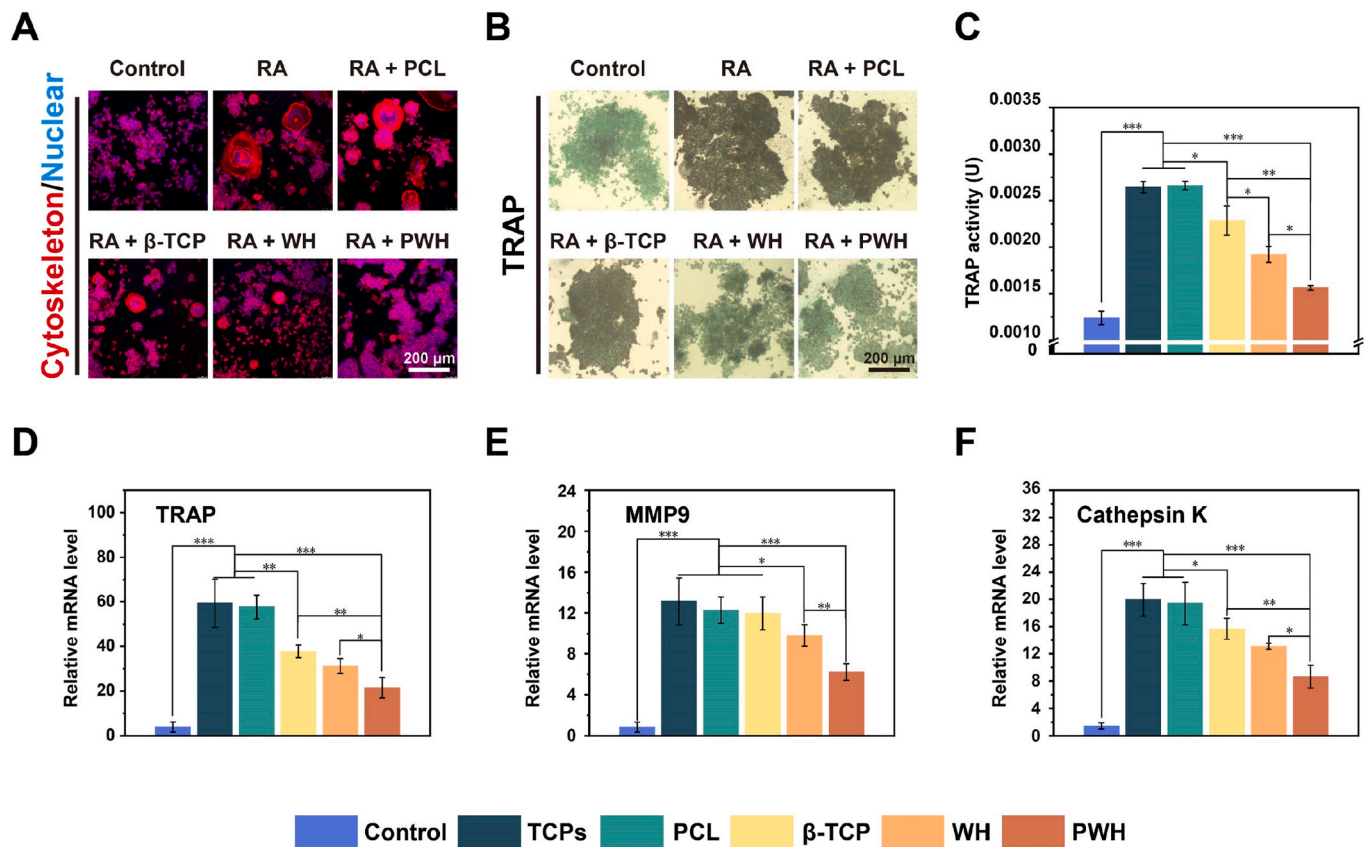 A
Cytoskeleton/Nuclear
Control
RA
RA + PCL
RA + β-TCP
RA + WH
RA + PWH
200 µm
B
TRAP
Control
RA
RA + PCL
RA + β-TCP
RA + WH
RA + PWH
200 µm
C
TRAP activity (U)
0.0035
0.0030
0.0025
0.0020
0.0015
0.0010
0
***
***
*
**
*
*
D
Relative mRNA level
100
80
60
40
20
0
TRAP
***
***
**
**
*
E
Relative mRNA level
24
20
16
12
8
4
0
MMP9
***
***
*
**
F
Relative mRNA level
36
32
28
24
20
16
12
8
4
0
Cathepsin K
***
***
*
**
*
Control
TCPs
PCL
β-TCP
WH
PWH